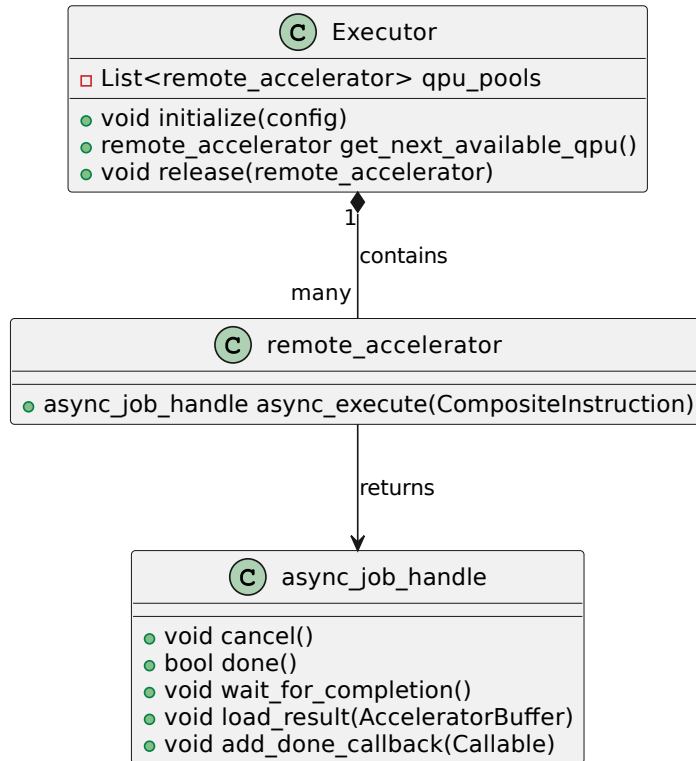 C Executor
List<remote_accelerator> qpu_pools
void initialize(config)
remote_accelerator get_next_available_qpu()
void release(remote_accelerator)
1
contains
many
C remote_accelerator
async_job_handle async_execute(CompositeInstruction)
returns
C async_job_handle
void cancel()
bool done()
void wait_for_completion()
void load_result(AcceleratorBuffer)
void add_done_callback(Callable)